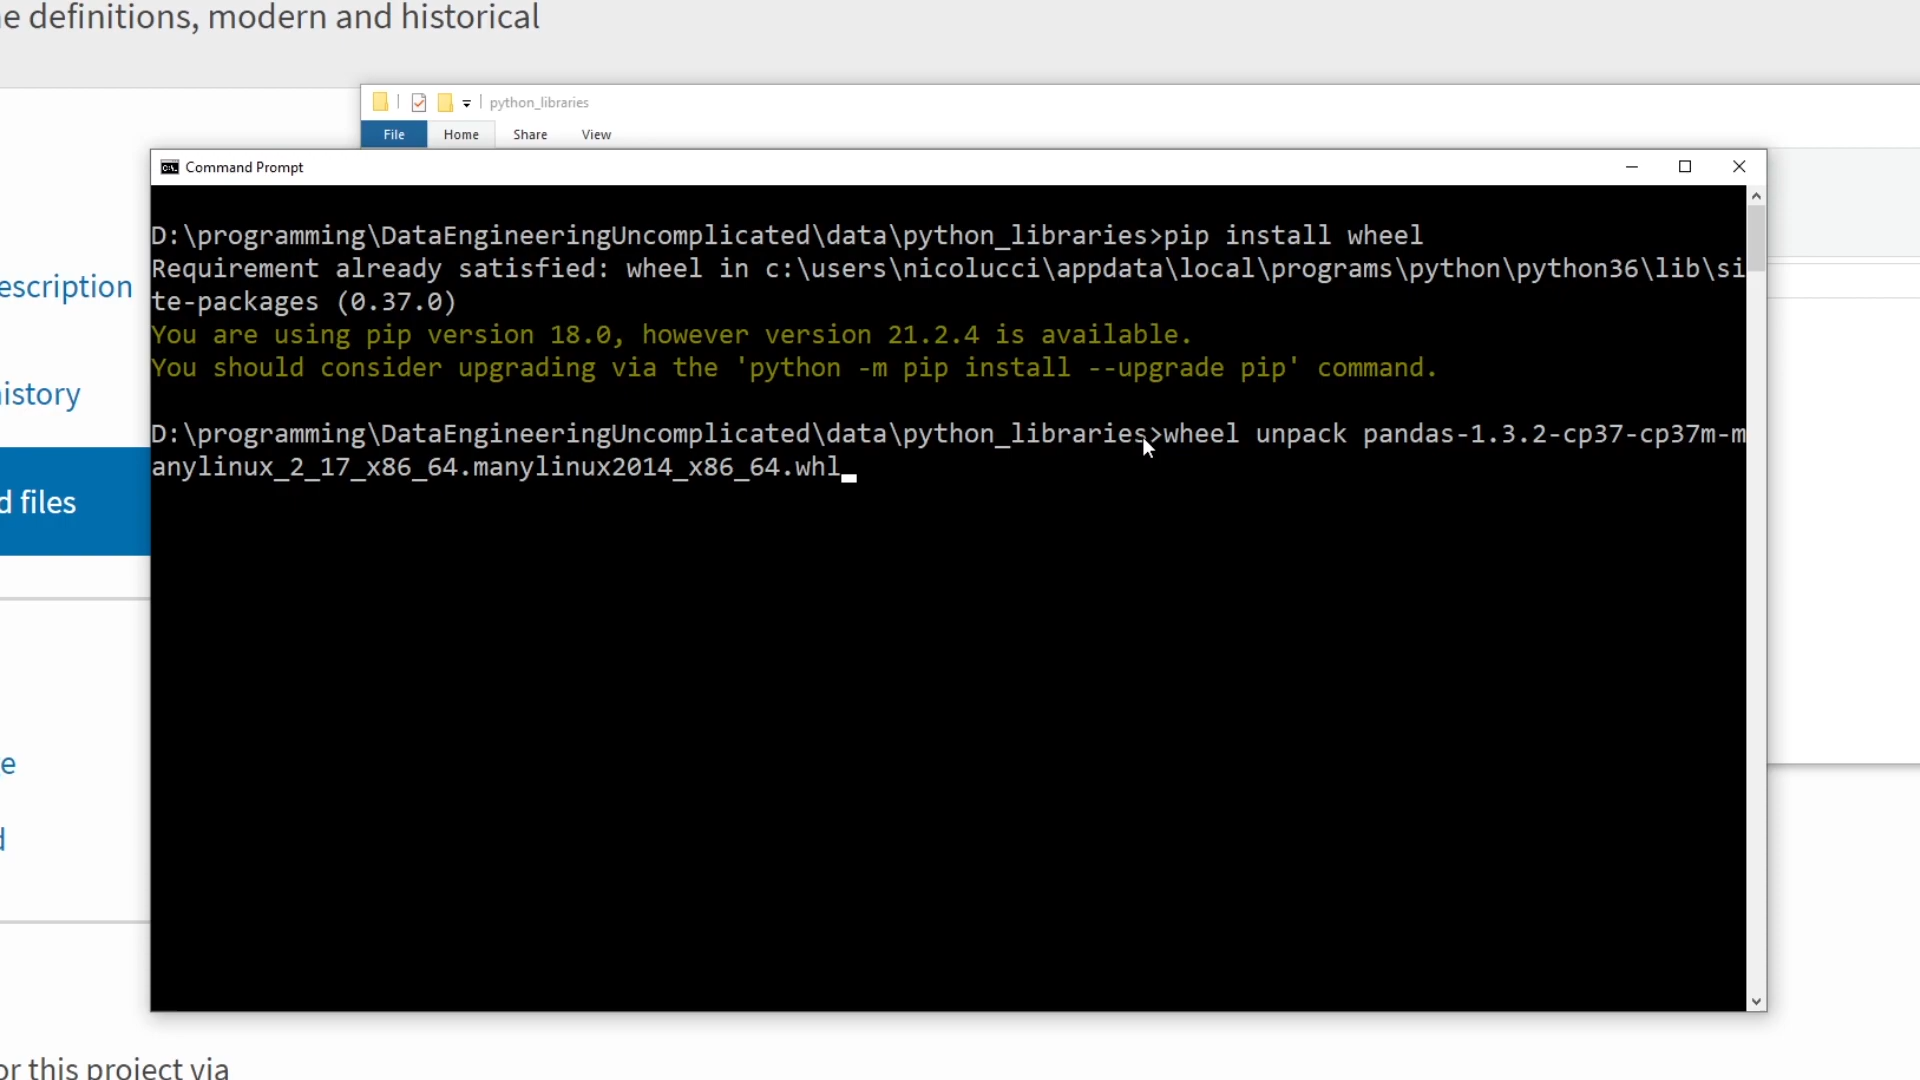 e definitions, modern and historical
python_libraries
File Home Share View
Command Prompt
D:\programming\DataEngineeringUncomplicated\data\python_libraries>pip install wheel
Requirement already satisfied: wheel in c:\users\nicolucci\appdata\local\programs\python\python36\lib\si
te-packages (0.37.0)
You are using pip version 18.0, however version 21.2.4 is available.
You should consider upgrading via the 'python -m pip install --upgrade pip' command.
D:\programming\DataEngineeringUncomplicated\data\python_libraries>wheel unpack pandas-1.3.2-cp37-cp37m-m
anylinux_2_17_x86_64.manylinux2014_x86_64.whl
escription
istory
d files
e
d
or this project via